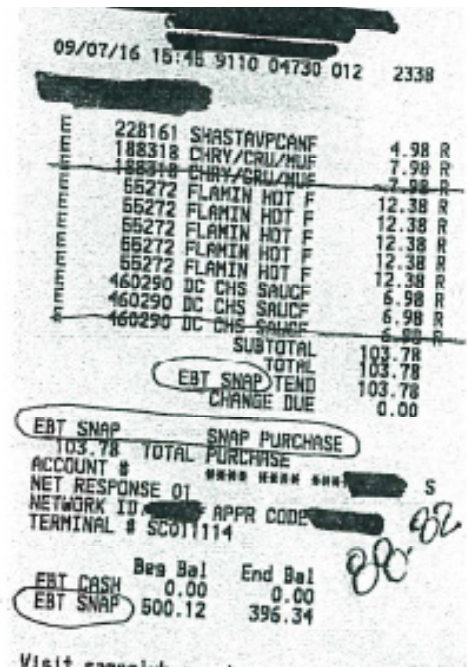 09/07/16 15:46 9110 04730 012 2338
E 228161 SHASTAVPCANF 4.98 R
E 188318 CHRY/CRU/MUF 7.98 R
E 188318 CHRY/CRU/MUF 7.98 R
E 55272 FLAMIN HOT F 12.38 R
E 55272 FLAMIN HOT F 12.38 R
E 55272 FLAMIN HOT F 12.38 R
E 55272 FLAMIN HOT F 12.38 R
E 55272 FLAMIN HOT F 12.38 R
E 460290 DC CHS SAUCF 6.98 R
E 460290 DC CHS SAUCF 6.98 R
E 460290 DC CHS SAUCF 6.98 R
SUBTOTAL 103.78
TOTAL 103.78
EBT SNAP TEND 103.78
CHANGE DUE 0.00
EBT SNAP SNAP PURCHASE
103.78 TOTAL PURCHASE
ACCOUNT # **** **** *** S
NET RESPONSE 01
NETWORK ID. APPR CODE
TERMINAL # SC011114
88.82
Beg Bal End Bal
EBT CASH 0.00 0.00
EBT SNAP 500.12 396.34
Visit